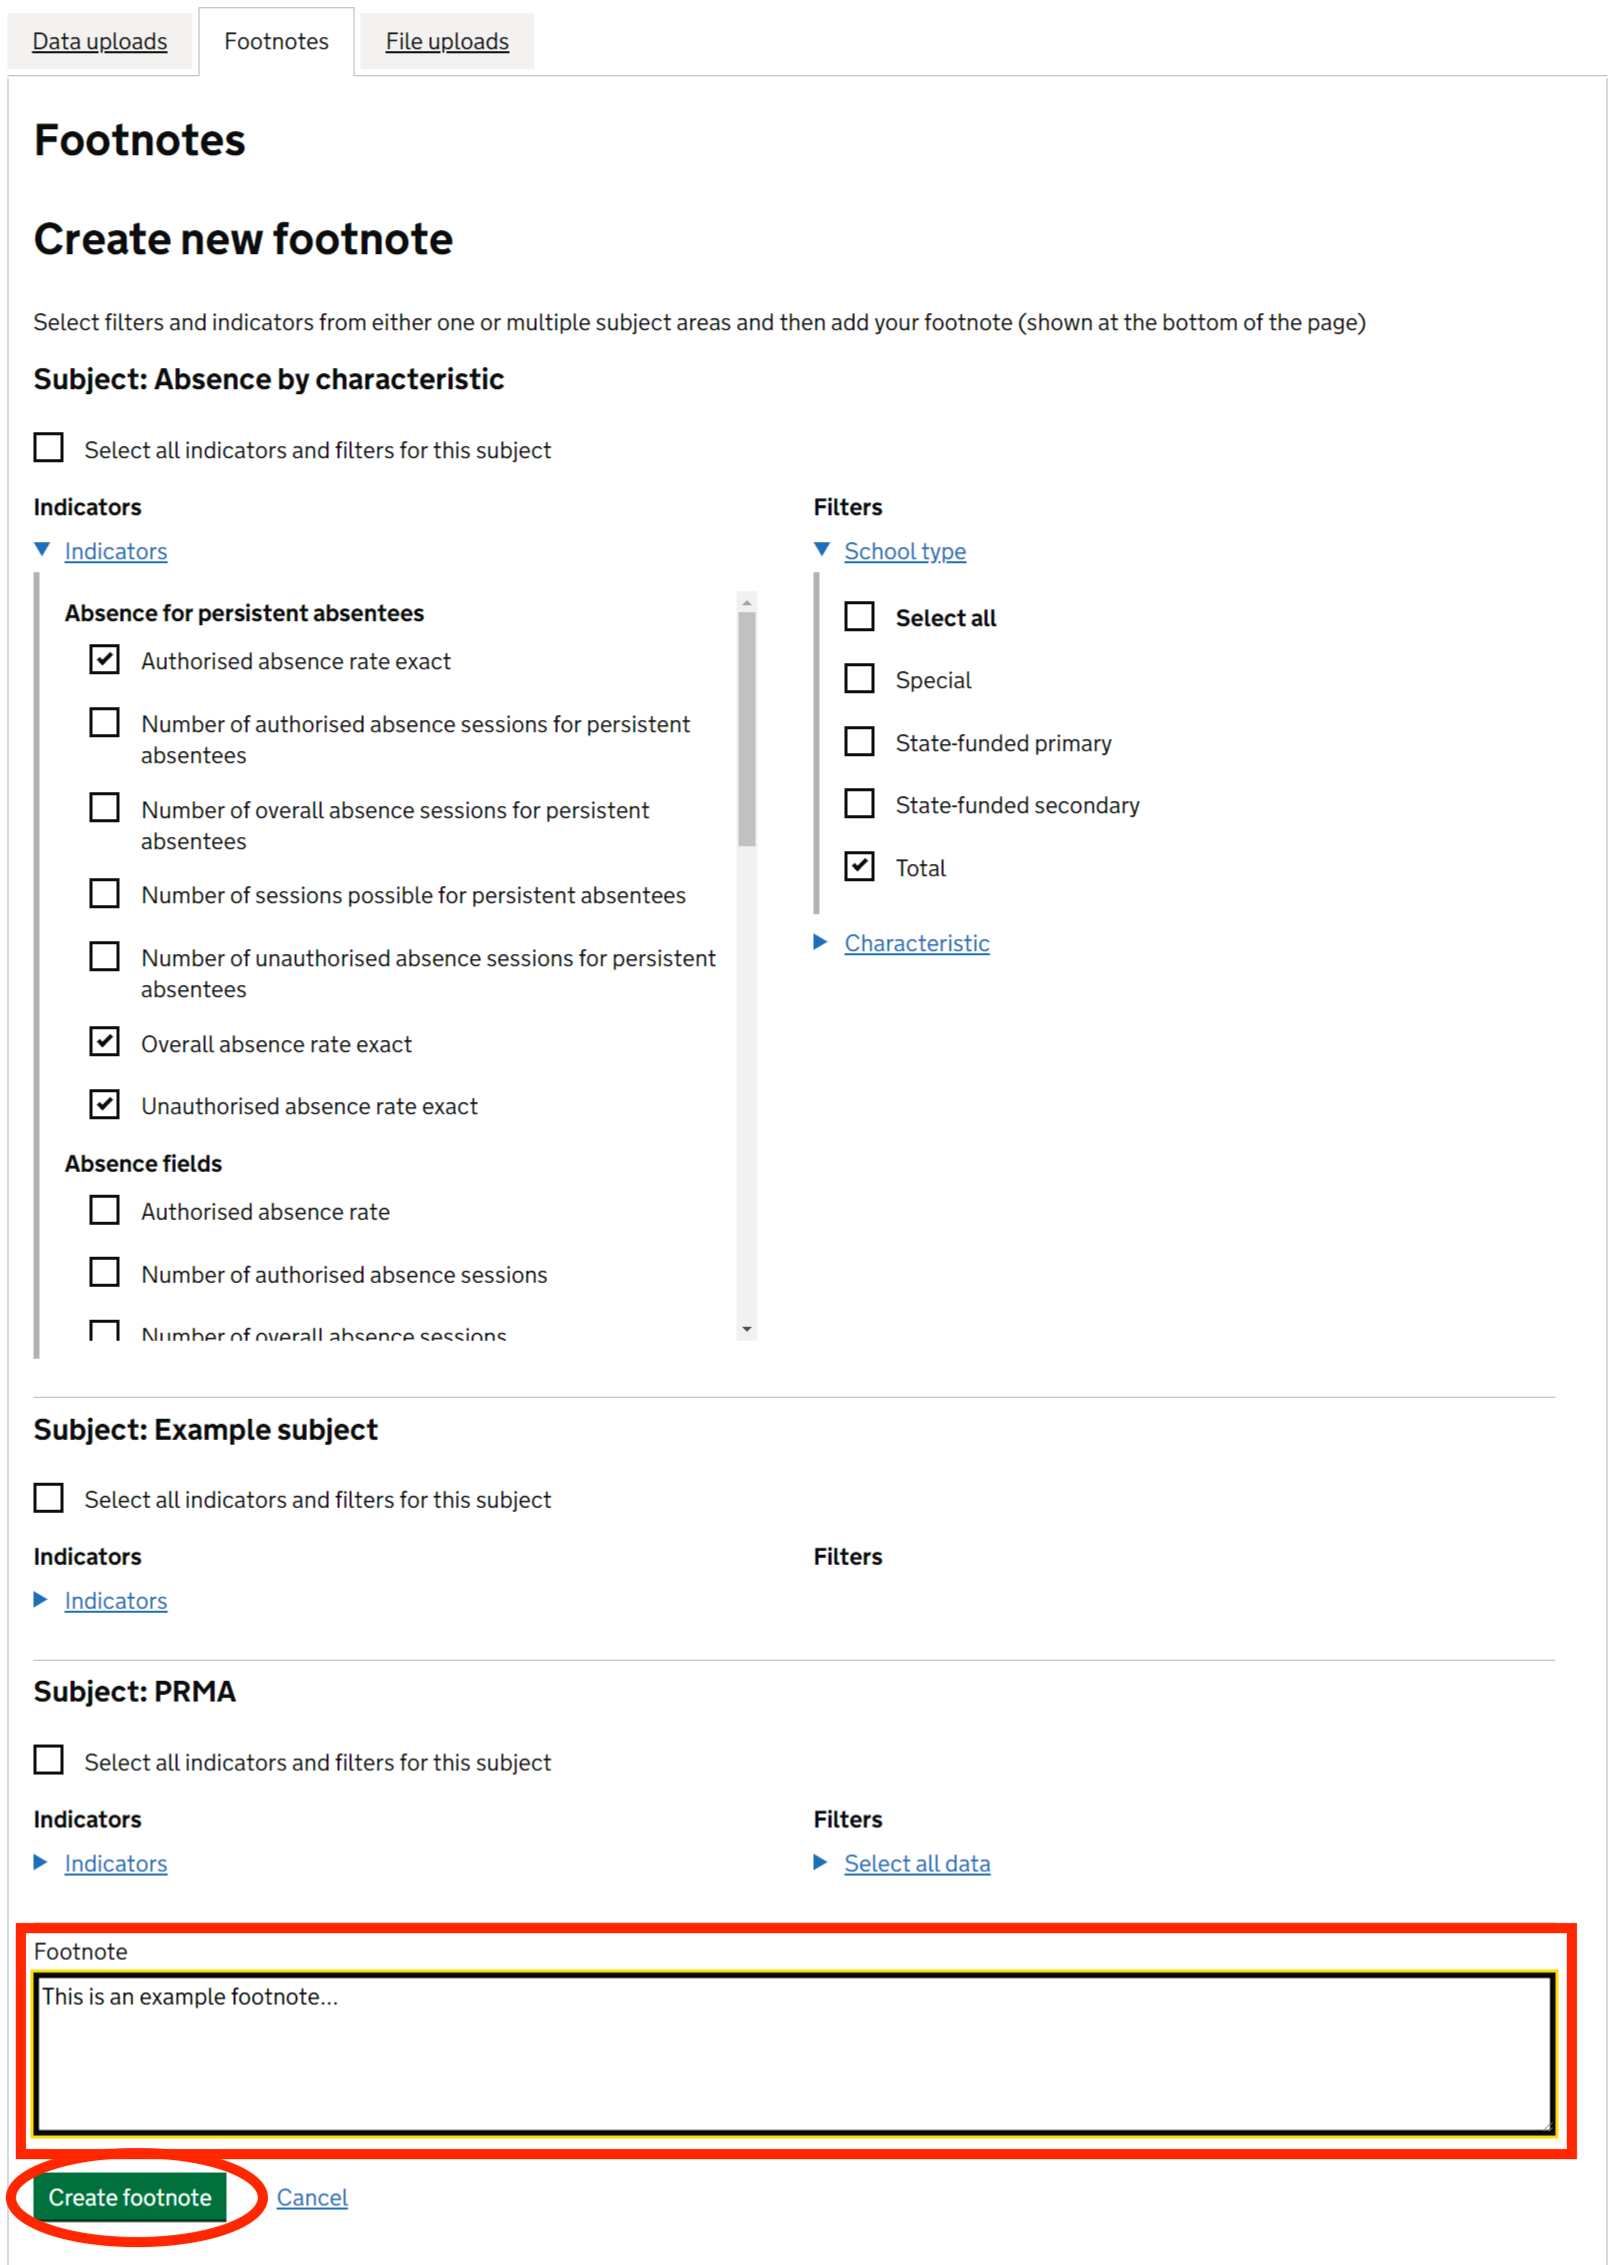 Data uploads
Footnotes
File uploads
Footnotes
Create new footnote
Select filters and indicators from either one or multiple subject areas and then add your footnote (shown at the bottom of the page)
Subject: Absence by characteristic
Select all indicators and filters for this subject
Indicators
Indicators
Absence for persistent absentees
Authorised absence rate exact
Number of authorised absence sessions for persistent
absentees
Number of overall absence sessions for persistent
absentees
Number of sessions possible for persistent absentees
Number of unauthorised absence sessions for persistent
absentees
Overall absence rate exact
Unauthorised absence rate exact
Absence fields
Authorised absence rate
Number of authorised absence sessions
Number of overall absence sessions
Filters
School type
Select all
Special
State-funded primary
State-funded secondary
Total
Characteristic
Subject: Example subject
Select all indicators and filters for this subject
Indicators
Indicators
Filters
Subject: PRMA
Select all indicators and filters for this subject
Indicators
Indicators
Filters
Select all data
Footnote
This is an example footnote...
Create footnote
Cancel